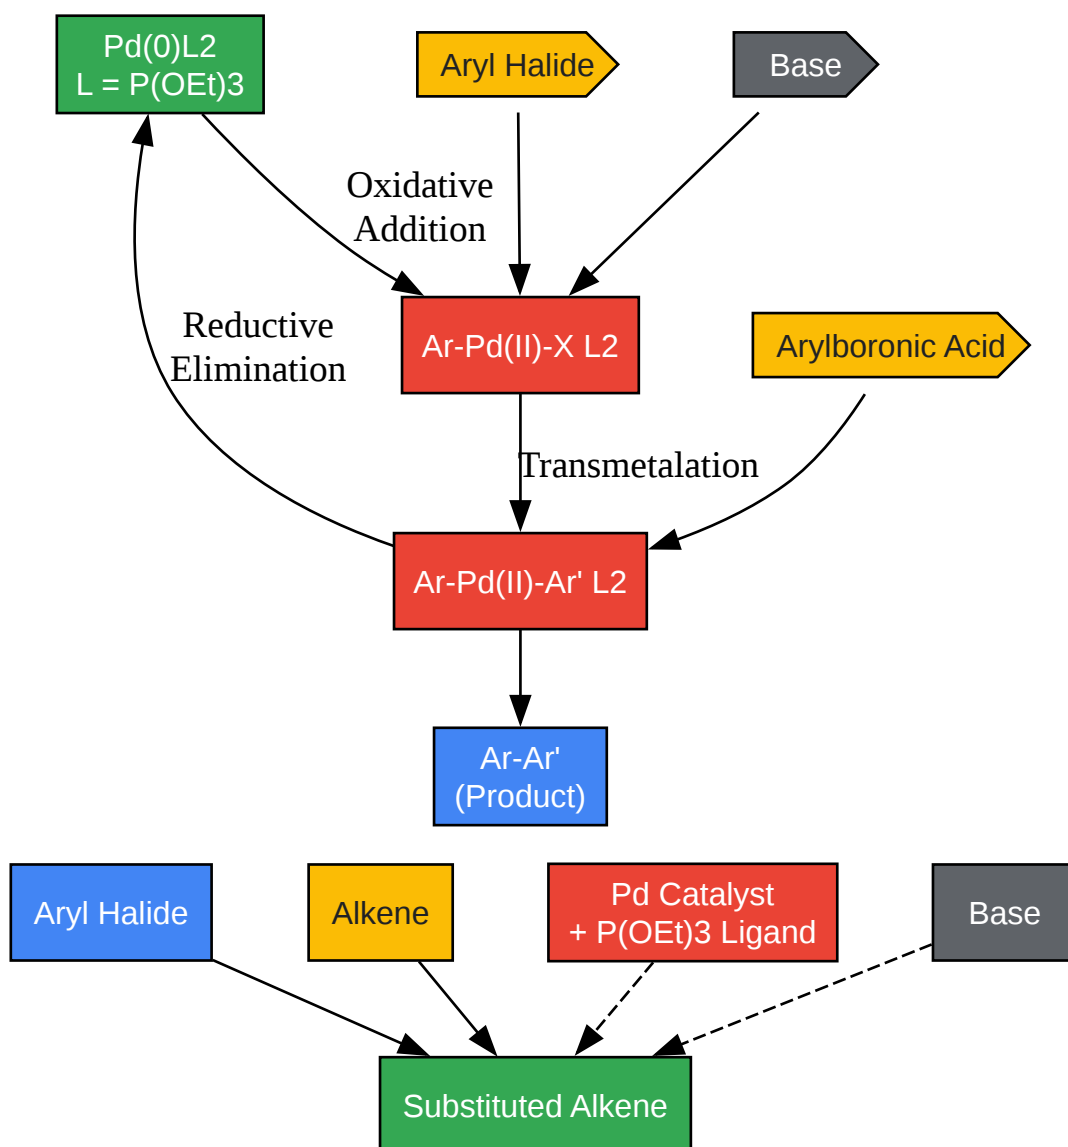 Pd(0)L2
L = P(OEt)3
Aryl Halide
Base
Oxidative
Addition
Reductive
Elimination
Ar-Pd(II)-X L2
Arylboronic Acid
Transmetalation
Ar-Pd(II)-Ar' L2
Ar-Ar'
(Product)
Aryl Halide
Alkene
Pd Catalyst
+ P(OEt)3 Ligand
Base
Substituted Alkene